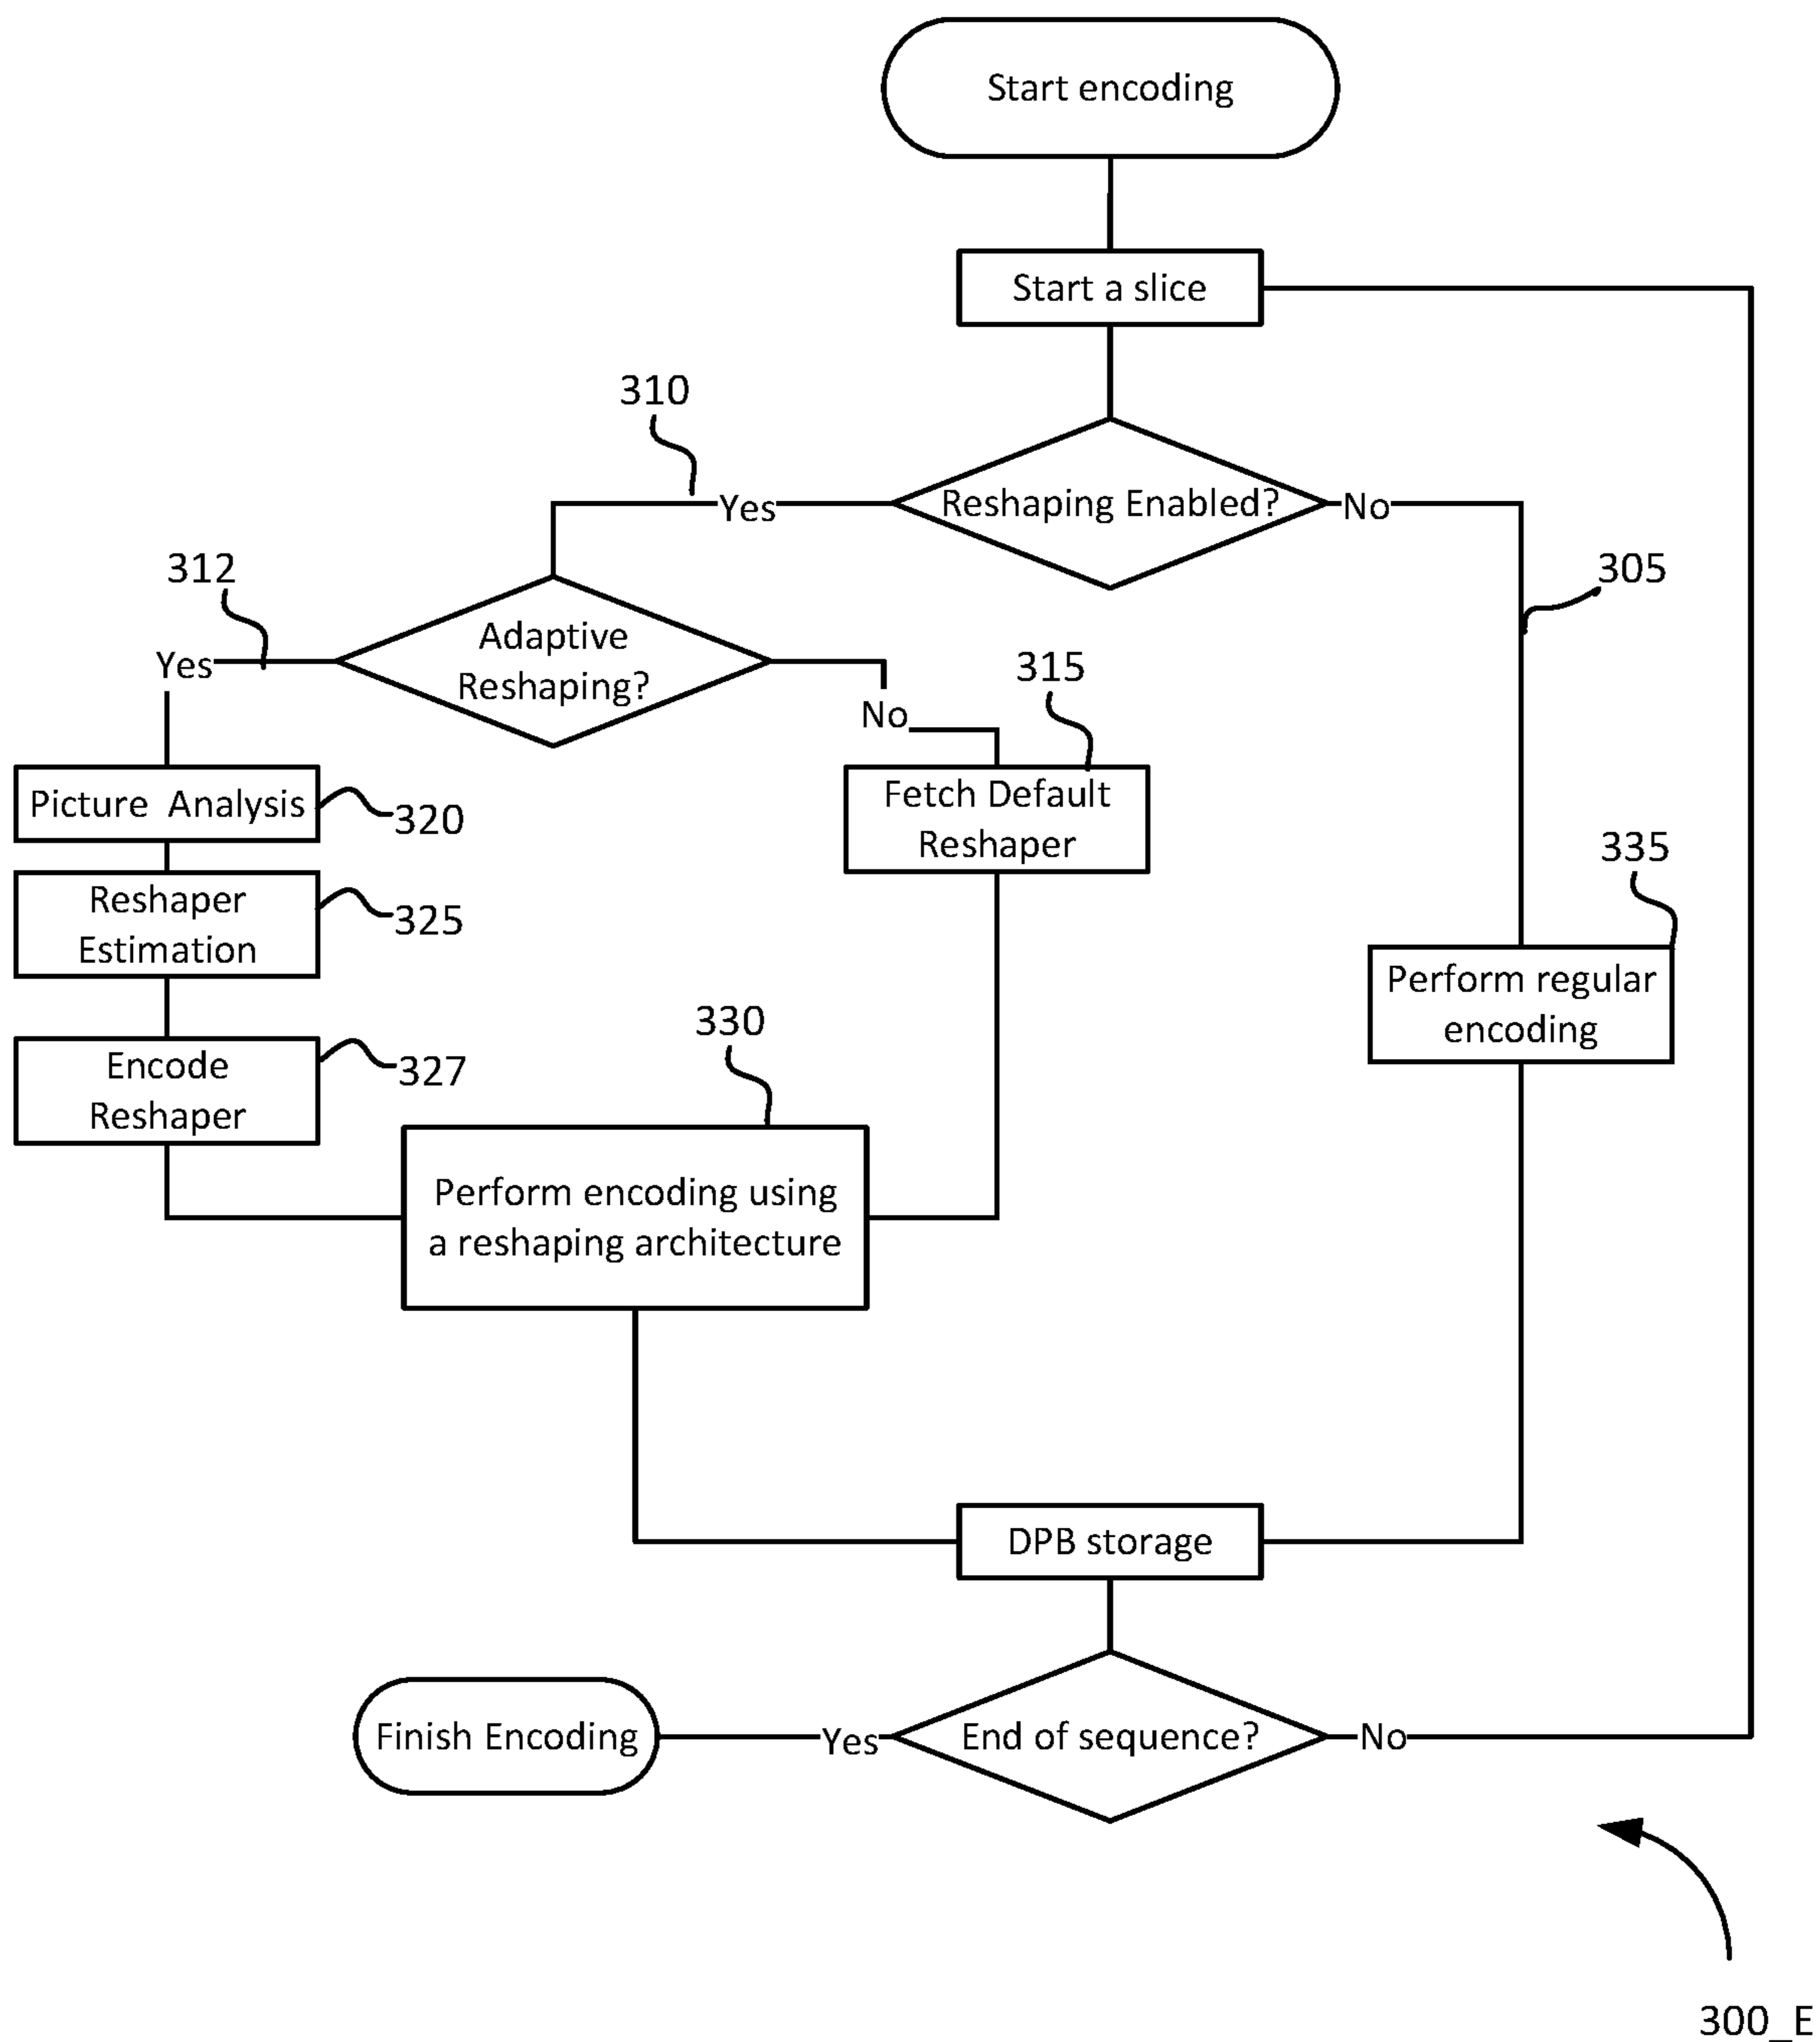 Start encoding
Start a slice
310
Reshaping Enabled?
Yes
No
312
305
Adaptive
Reshaping?
Yes
No
315
Picture Analysis
320
Fetch Default
Reshaper
335
Reshaper
Estimation
325
Perform regular
encoding
330
Encode
Reshaper
327
Perform encoding using
a reshaping architecture
DPB storage
Finish Encoding
Yes
End of sequence?
No
300_E